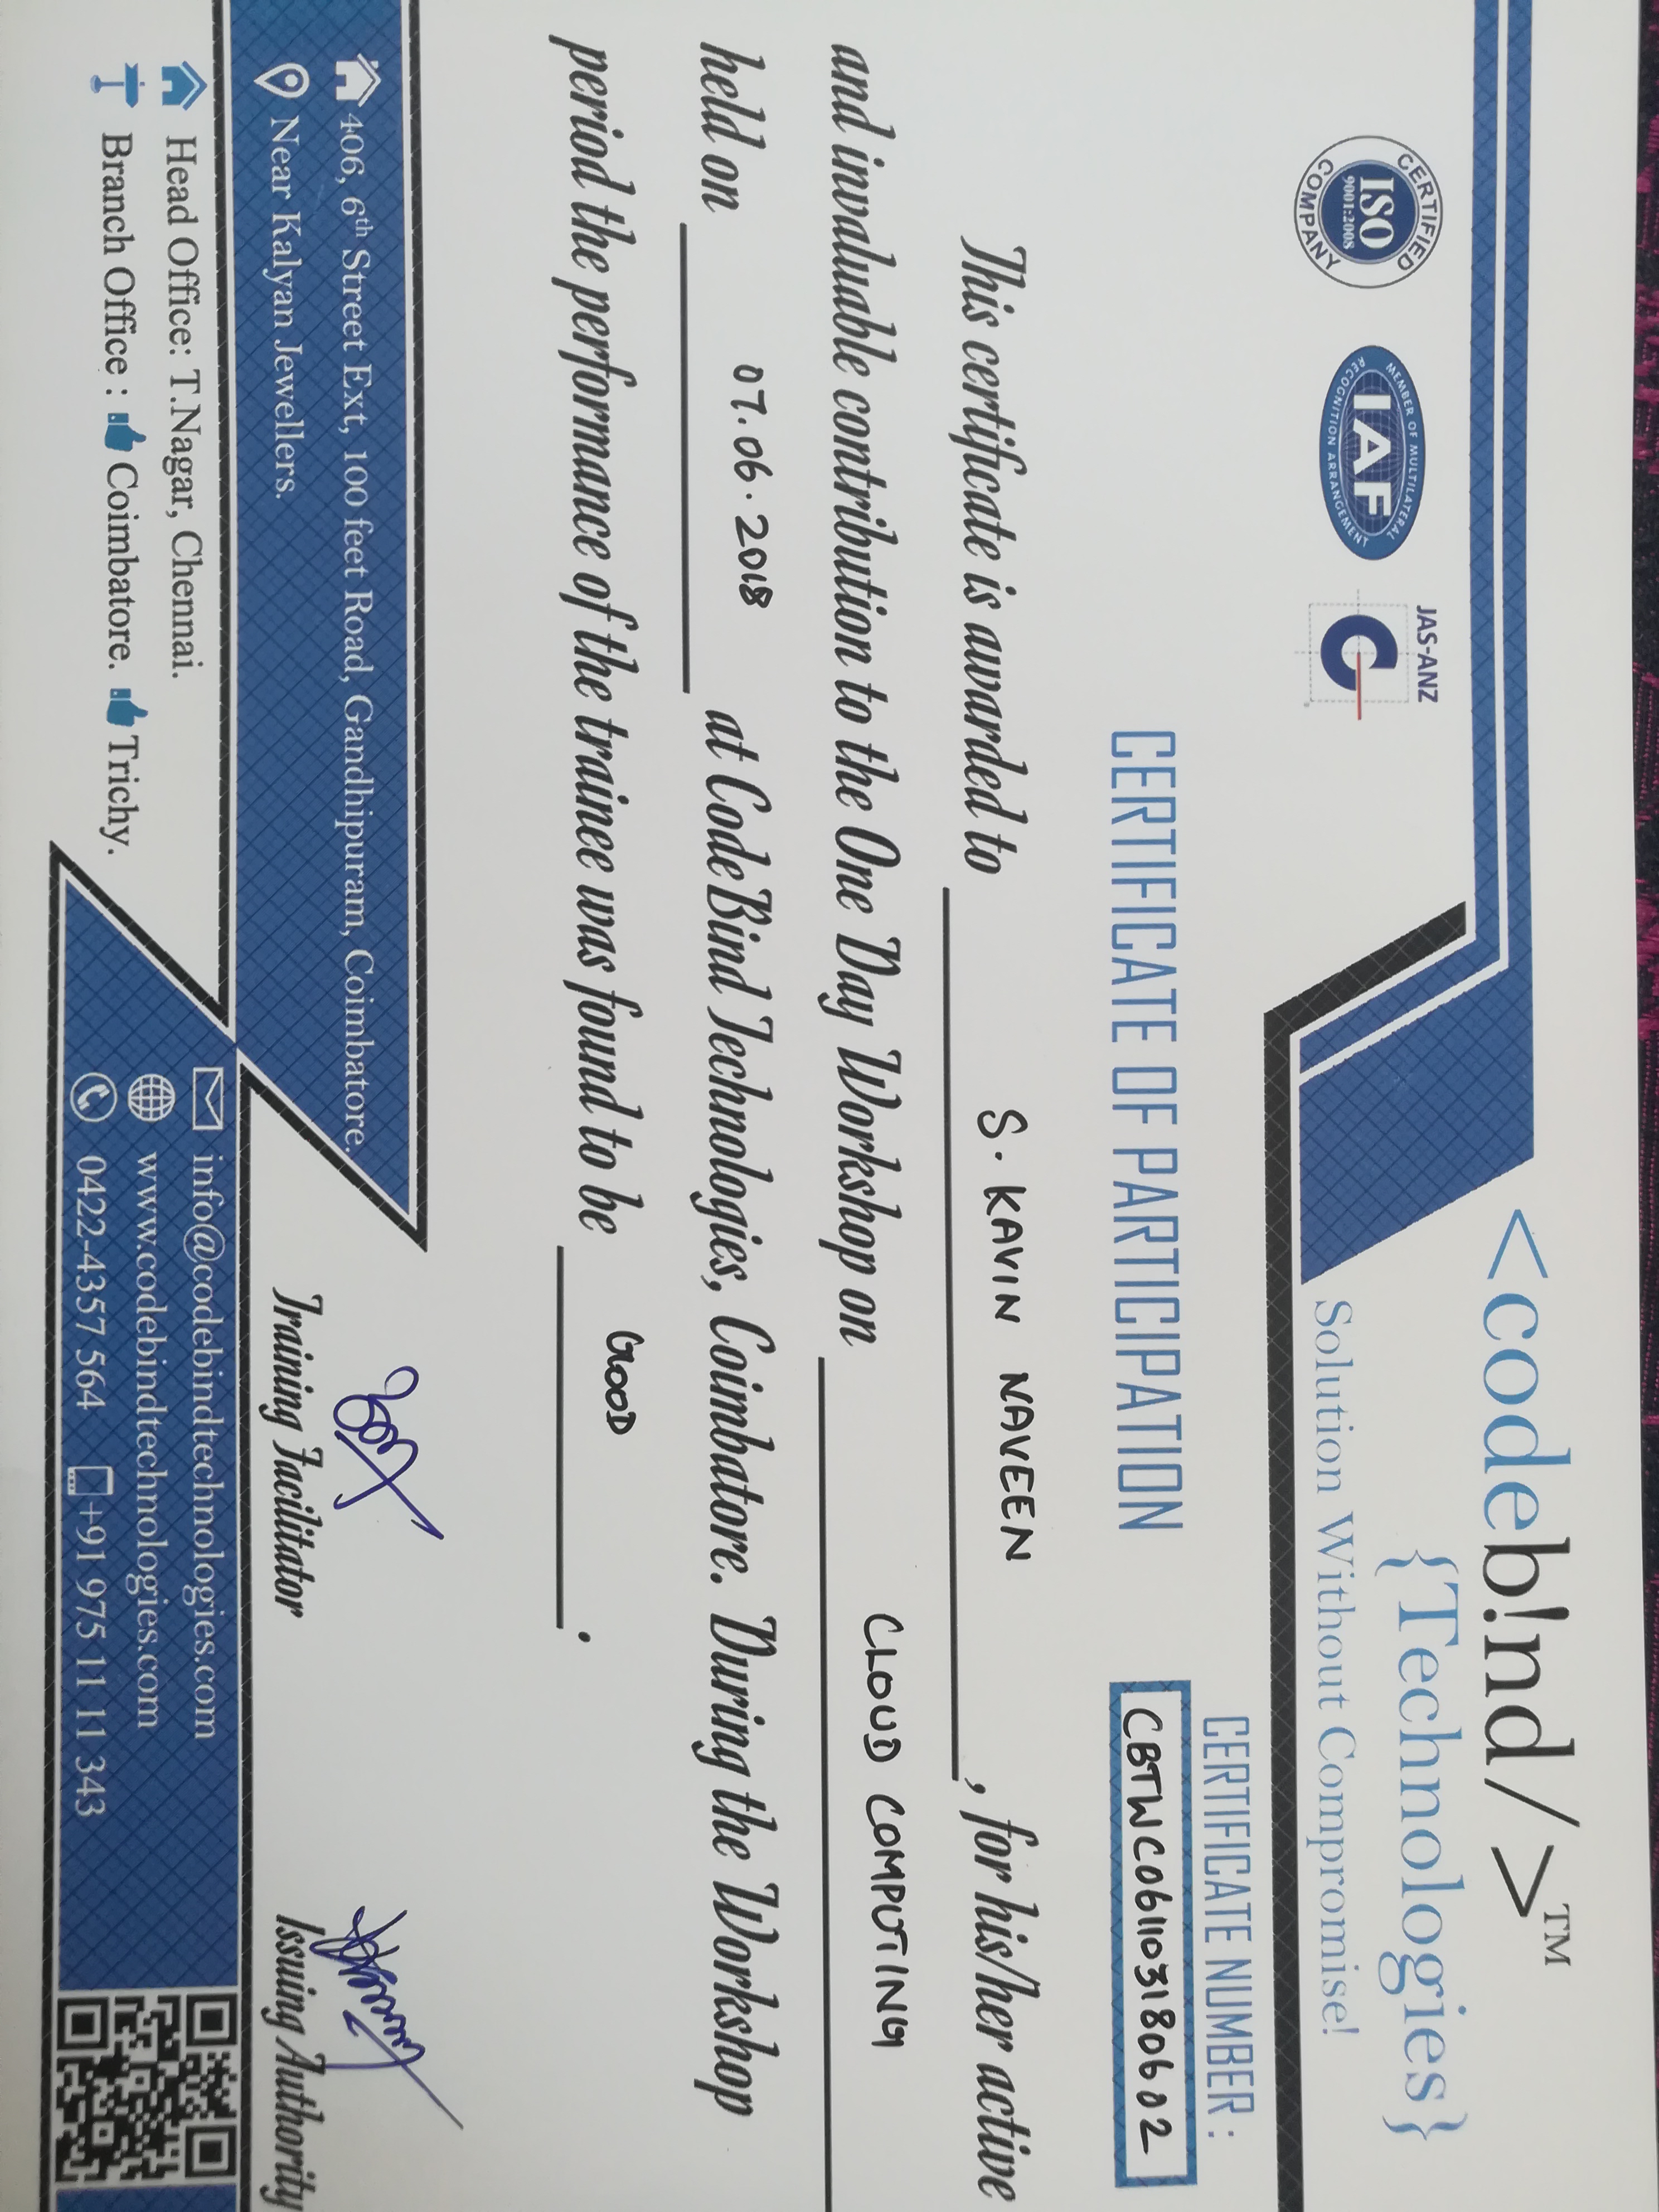 <codeb!nd/>™
{Technologies}
Solution Without Compromise!
CERTIFIED
ISO
9001:2008
COMPANY
MEMBER OF MULTILATERAL
IAF
RECOGNITION ARRANGEMENT
JAS-ANZ
CERTIFICATE NUMBER :
CBTWC061103180602
CERTIFICATE OF PARTICIPATION
This certificate is awarded to S. KAVIN NAVEEN , for his/her active
and invaluable contribution to the One Day Workshop on CLOUD COMPUTING
held on 07.06.2018 at CodeBind Technologies, Coimbatore. During the Workshop
period the performance of the trainee was found to be GOOD .
Training Facilitator
Issuing Authority
406, 6th Street Ext, 100 feet Road, Gandhipuram, Coimbatore.
Near Kalyan Jewellers.
Head Office: T.Nagar, Chennai.
Branch Office : Coimbatore. Trichy.
info@codebindtechnologies.com
www.codebindtechnologies.com
0422-4357 564 +91 975 11 11 343